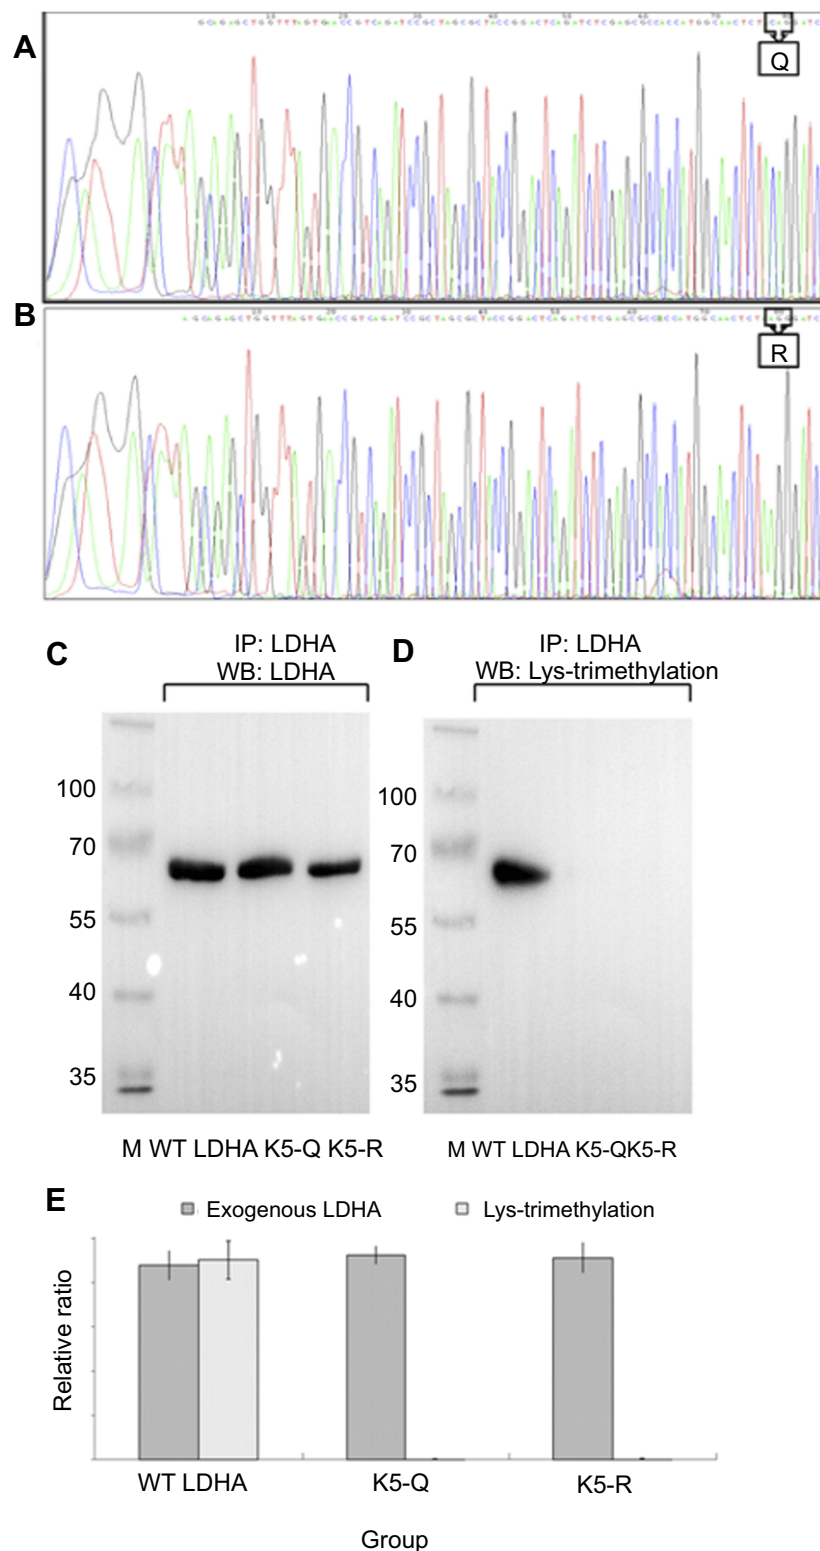 A
GCAGAGCTGGTTTAGTGAACCGTCAGATCCGCTAGCGCTACCGGACTCAGATCTCGAGCGCCACCATGGCAACTCTCCAG
Q
B
AGCAGAGCTGGTTTAGTGAACCGTCAGATCCGCTAGCGCTACCGGACTCAGATCTCGAGCGCC
R
C
IP: LDHA
WB: LDHA
100
70
55
40
35
M WT LDHA K5-Q K5-R
D
IP: LDHA
WB: Lys-trimethylation
100
70
55
40
35
M WT LDHA K5-QK5-R
E
Exogenous LDHA Lys-trimethylation
Relative ratio
WT LDHA K5-Q K5-R
Group